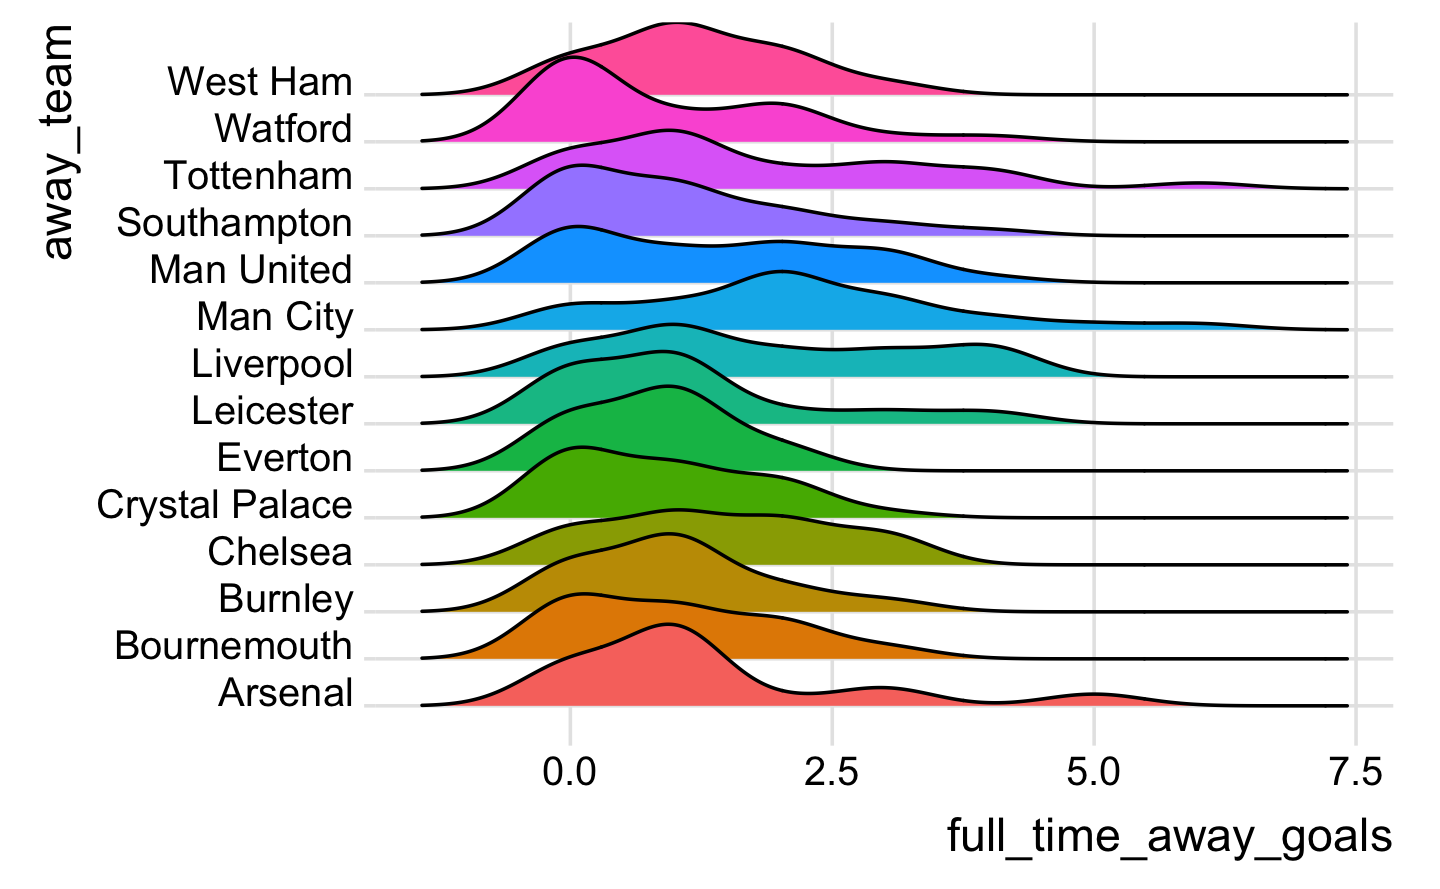 away_team
West Ham
Watford
Tottenham
Southampton
Man United
Man City
Liverpool
Leicester
Everton
Crystal Palace
Chelsea
Burnley
Bournemouth
Arsenal
0.0 2.5 5.0 7.5
full_time_away_goals